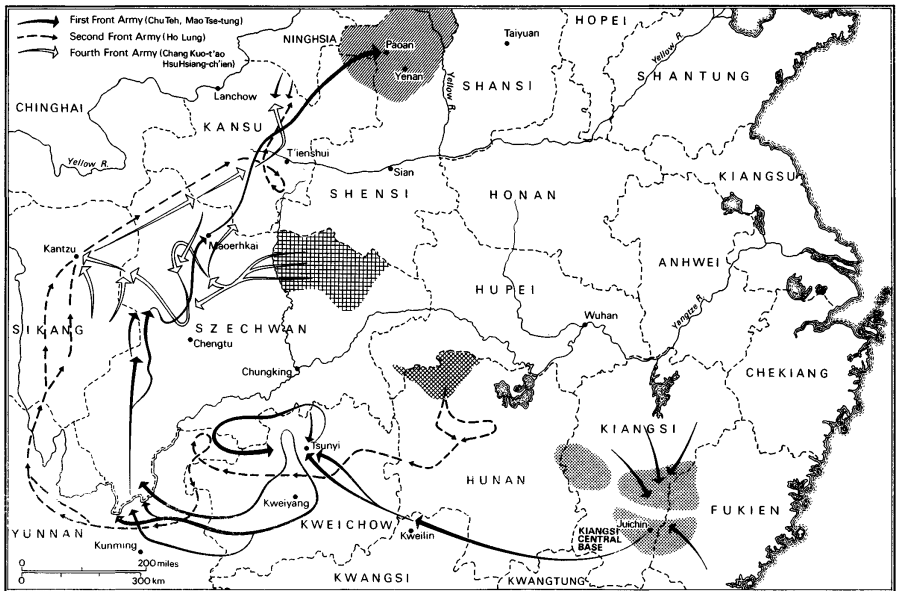 First Front Army (Chu Teh, Mao Tse-tung)
Second Front Army (Ho Lung)
Fourth Front Army (Chang Kuo-t'ao
Hsu Hsiang-ch'ien)
HOPEI
NINGHSIA
Paoan
Taiyuan
Yellow R.
Yenan
Yellow R.
SHANSI
SHANTUNG
Lanchow
CHINGHAI
KANSU
Yellow R.
T'ienshui
Sian
SHENSI
HONAN
KIANGSU
Kantzu
Maoerhkai
ANHWEI
HUPEI
SIKANG
SZECHWAN
Chengtu
Wuhan
Yangtze R.
Chungking
CHEKIANG
KIANGSI
Tsunyi
HUNAN
Kweiyang
FUKIEN
YUNNAN
KWEICHOW
Kweilin
Juichin
KIANGSI
CENTRAL
BASE
Kunming
0 200 miles
0 300 km
KWANGSI
KWANGTUNG